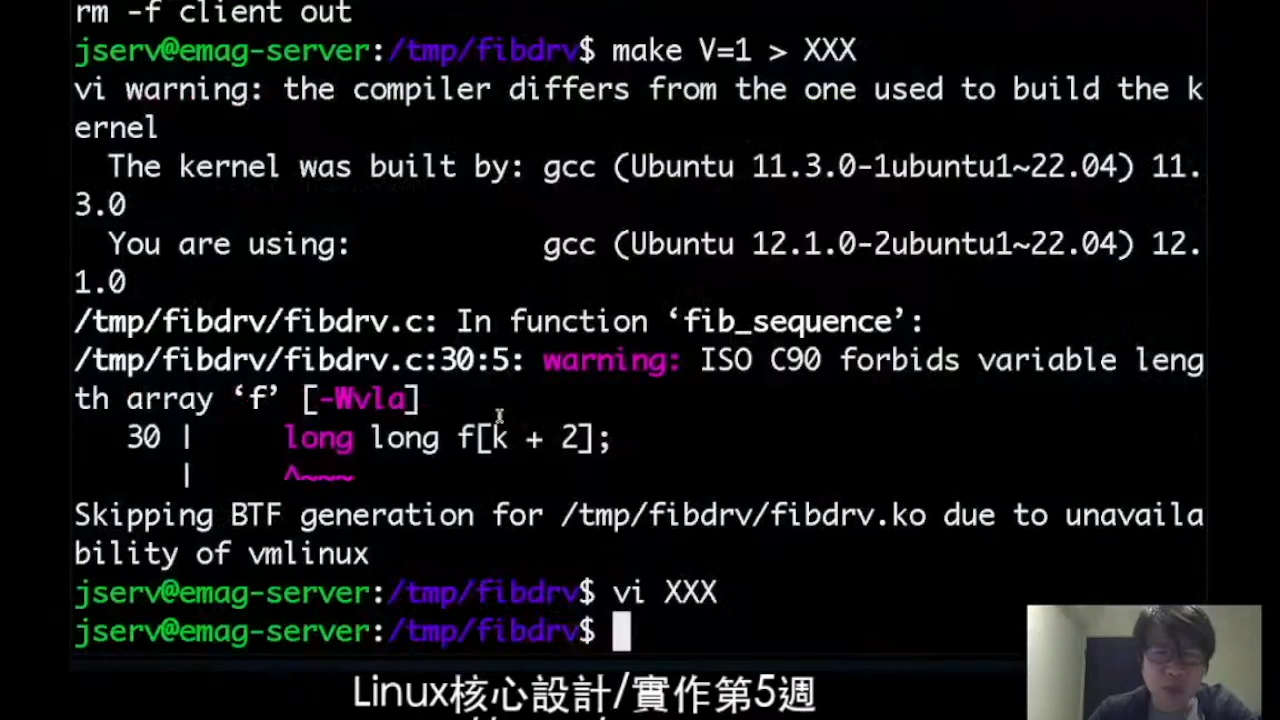 rm -f client out
jserv@emag-server:/tmp/fibdrv$ make V=1 > XXX
vi warning: the compiler differs from the one used to build the k
ernel
  The kernel was built by: gcc (Ubuntu 11.3.0-1ubuntu1~22.04) 11.
3.0
  You are using:           gcc (Ubuntu 12.1.0-2ubuntu1~22.04) 12.
1.0
/tmp/fibdrv/fibdrv.c: In function ‘fib_sequence’:
/tmp/fibdrv/fibdrv.c:30:5: warning: ISO C90 forbids variable leng
th array ‘f’ [-Wvla]
   30 |     long long f[k + 2];
      |     ^~~~
Skipping BTF generation for /tmp/fibdrv/fibdrv.ko due to unavaila
bility of vmlinux
jserv@emag-server:/tmp/fibdrv$ vi XXX
jserv@emag-server:/tmp/fibdrv$
Linux核心設計/實作第5週